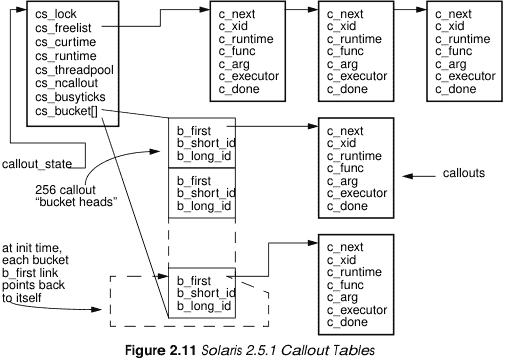 cs_lock
cs_freelist
cs_curtime
cs_runtime
cs_threadpool
cs_ncallout
cs_busyticks
cs_bucket[]
c_next
c_xid
c_runtime
c_func
c_arg
c_executor
c_done
c_next
c_xid
c_runtime
c_func
c_arg
c_executor
c_done
c_next
c_xid
c_runtime
c_func
c_arg
c_executor
c_done
callout_state
256 callout
“bucket heads”
b_first
b_short_id
b_long_id
b_first
b_short_id
b_long_id
c_next
c_xid
c_runtime
c_func
c_arg
c_executor
c_done
callouts
at init time,
each bucket
b_first link
points back
to itself
b_first
b_short_id
b_long_id
c_next
c_xid
c_runtime
c_func
c_arg
c_executor
c_done
Figure 2.11 Solaris 2.5.1 Callout Tables